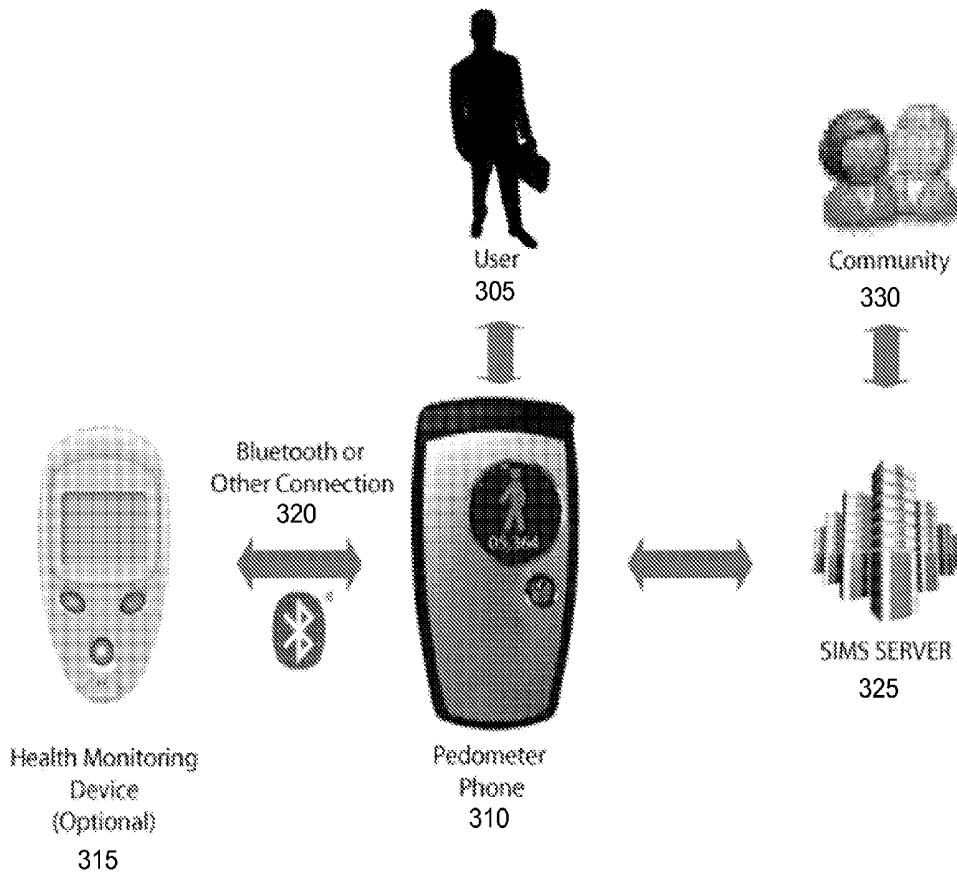 User
305
Community
330
Bluetooth or
Other Connection
320
SIMS SERVER
325
Health Monitoring
Device
(Optional)
315
Pedometer
Phone
310